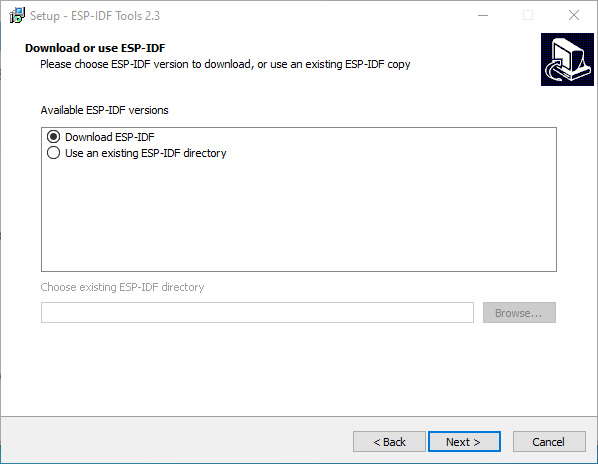 Setup - ESP-IDF Tools 2.3
Download or use ESP-IDF
Please choose ESP-IDF version to download, or use an existing ESP-IDF copy
Available ESP-IDF versions
Download ESP-IDF
Use an existing ESP-IDF directory
Choose existing ESP-IDF directory
Browse...
< Back Next > Cancel